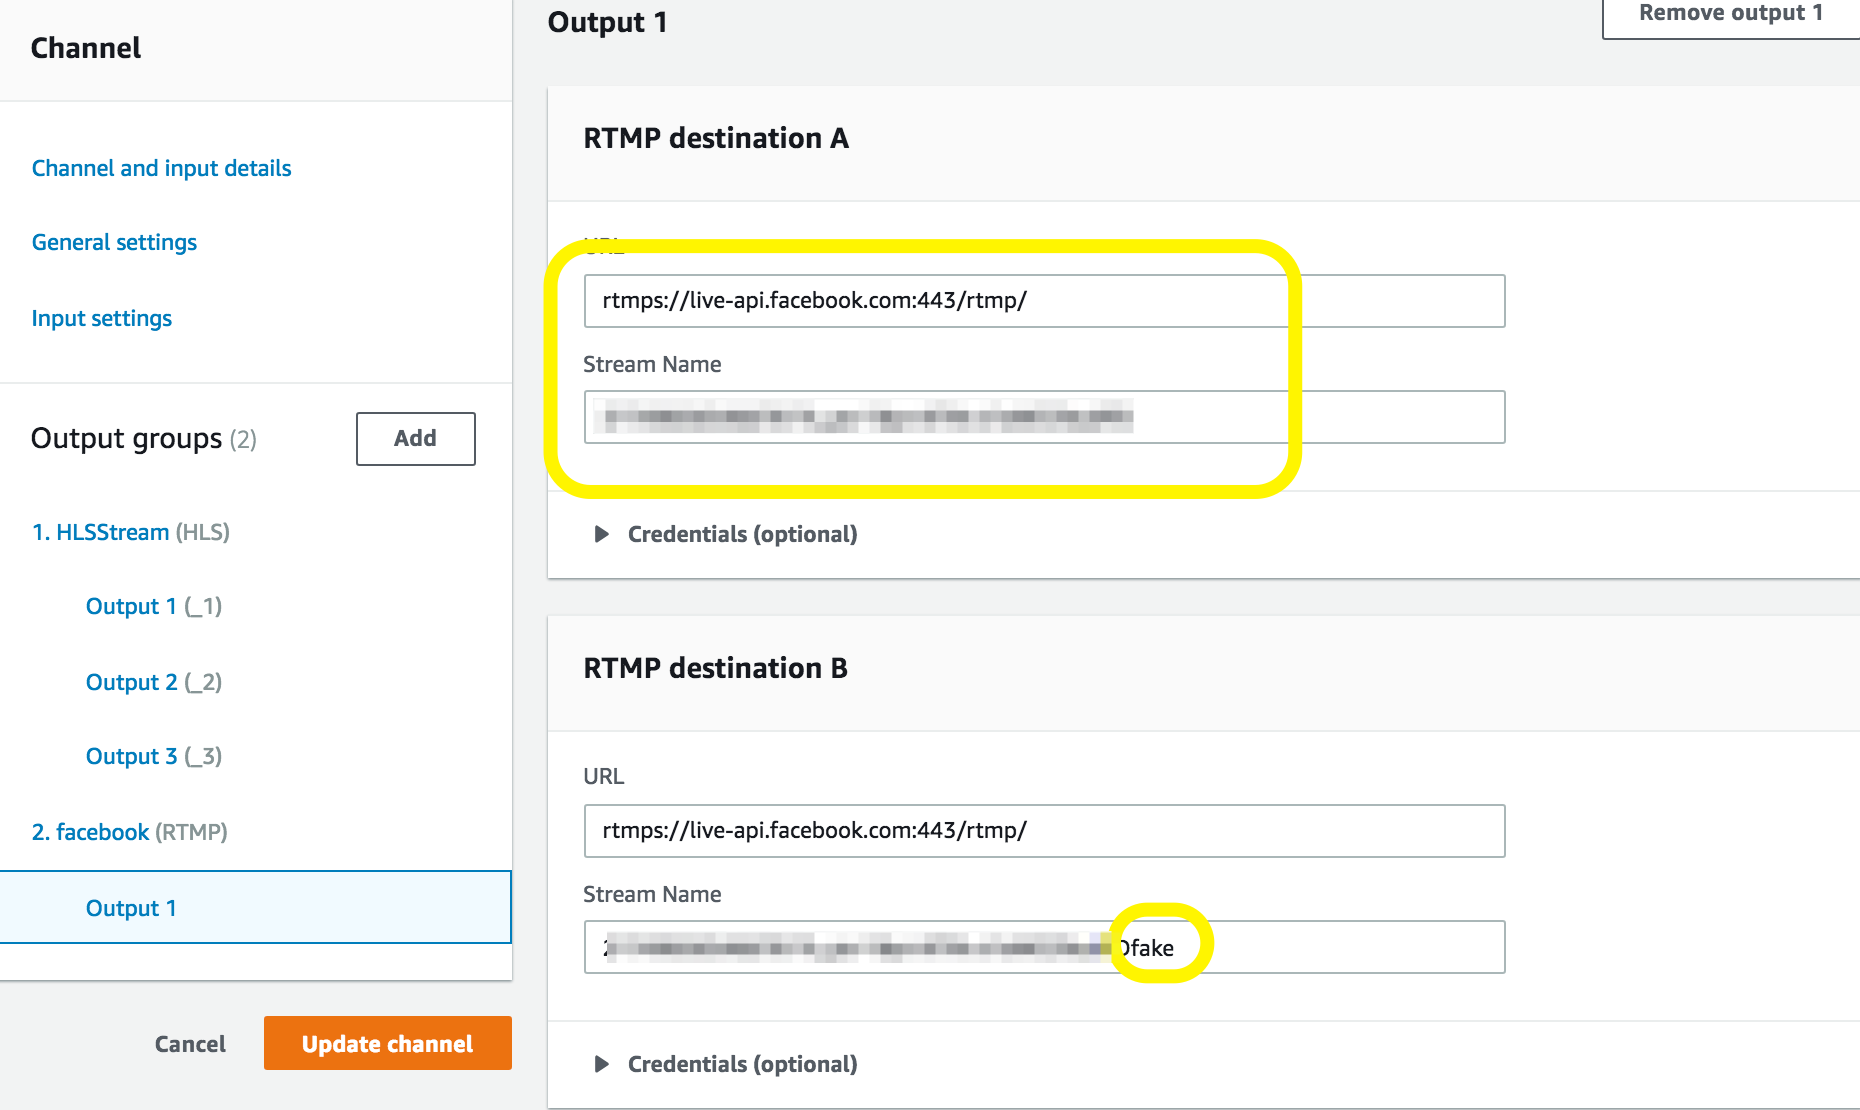 Channel
Channel and input details
General settings
Input settings
Output groups (2)
Add
1. HLSStream (HLS)
Output 1 (_1)
Output 2 (_2)
Output 3 (_3)
2. facebook (RTMP)
Output 1
Cancel
Update channel
Output 1
Remove output 1
RTMP destination A
URL
rtmps://live-api.facebook.com:443/rtmp/
Stream Name
Credentials (optional)
RTMP destination B
URL
rtmps://live-api.facebook.com:443/rtmp/
Stream Name
fake
Credentials (optional)